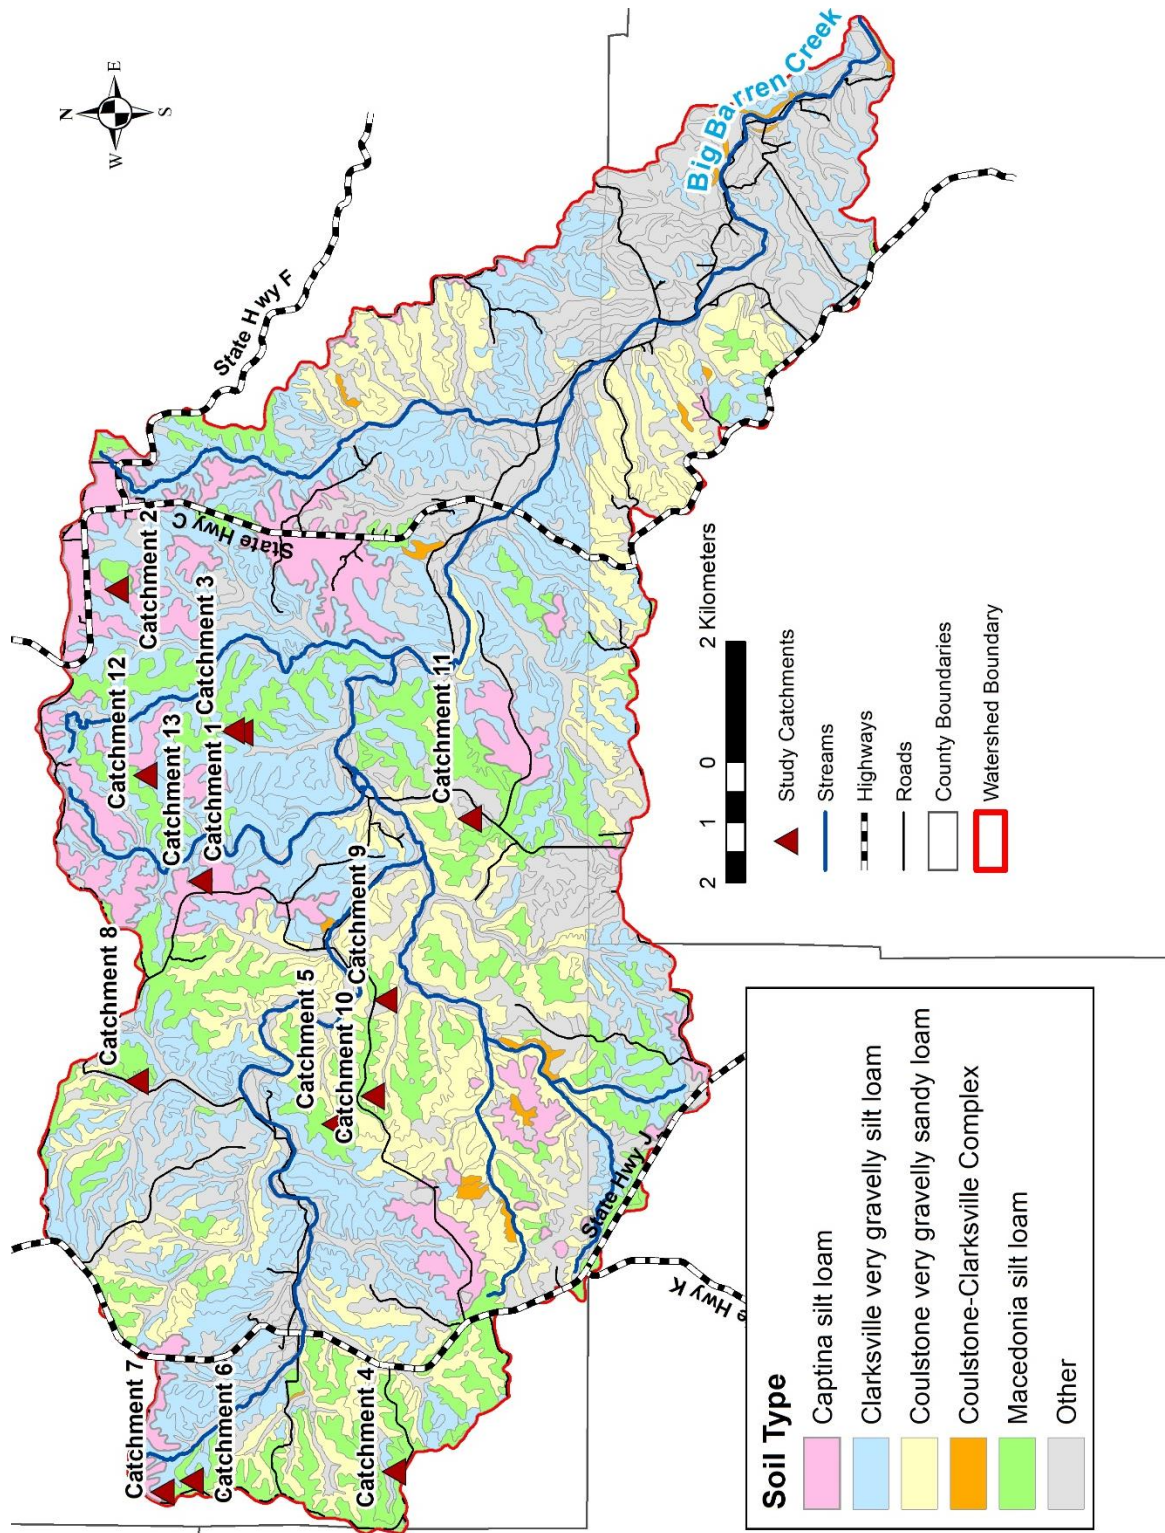 N
E
S
W
Big Barren Creek
State Hwy F
State Hwy C
Catchment 2
Catchment 3
Catchment 12
Catchment 13
Catchment 1
Catchment 11
Catchment 9
Catchment 8
Catchment 5
Catchment 10
Catchment 7
Catchment 6
Catchment 4
State Hwy J
Hwy K
2 1 0 2 Kilometers
Study Catchments
Streams
Highways
Roads
County Boundaries
Watershed Boundary
Soil Type
Captina silt loam
Clarksville very gravelly silt loam
Coulstone very gravelly sandy loam
Coulstone-Clarksville Complex
Macedonia silt loam
Other